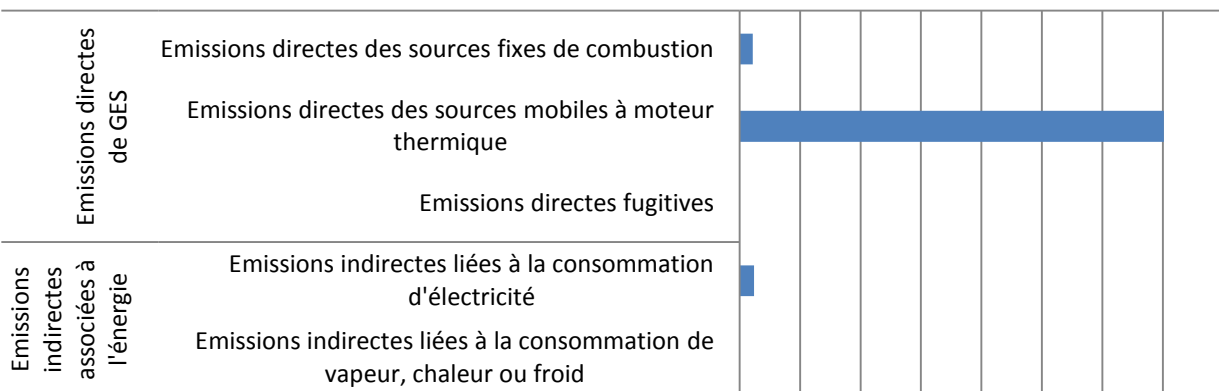 Emissions directes
de GES
Emissions directes des sources fixes de combustion
Emissions directes des sources mobiles à moteur
thermique
Emissions directes fugitives
Emissions
indirectes
associées à
l'énergie
Emissions indirectes liées à la consommation
d'électricité
Emissions indirectes liées à la consommation de
vapeur, chaleur ou froid